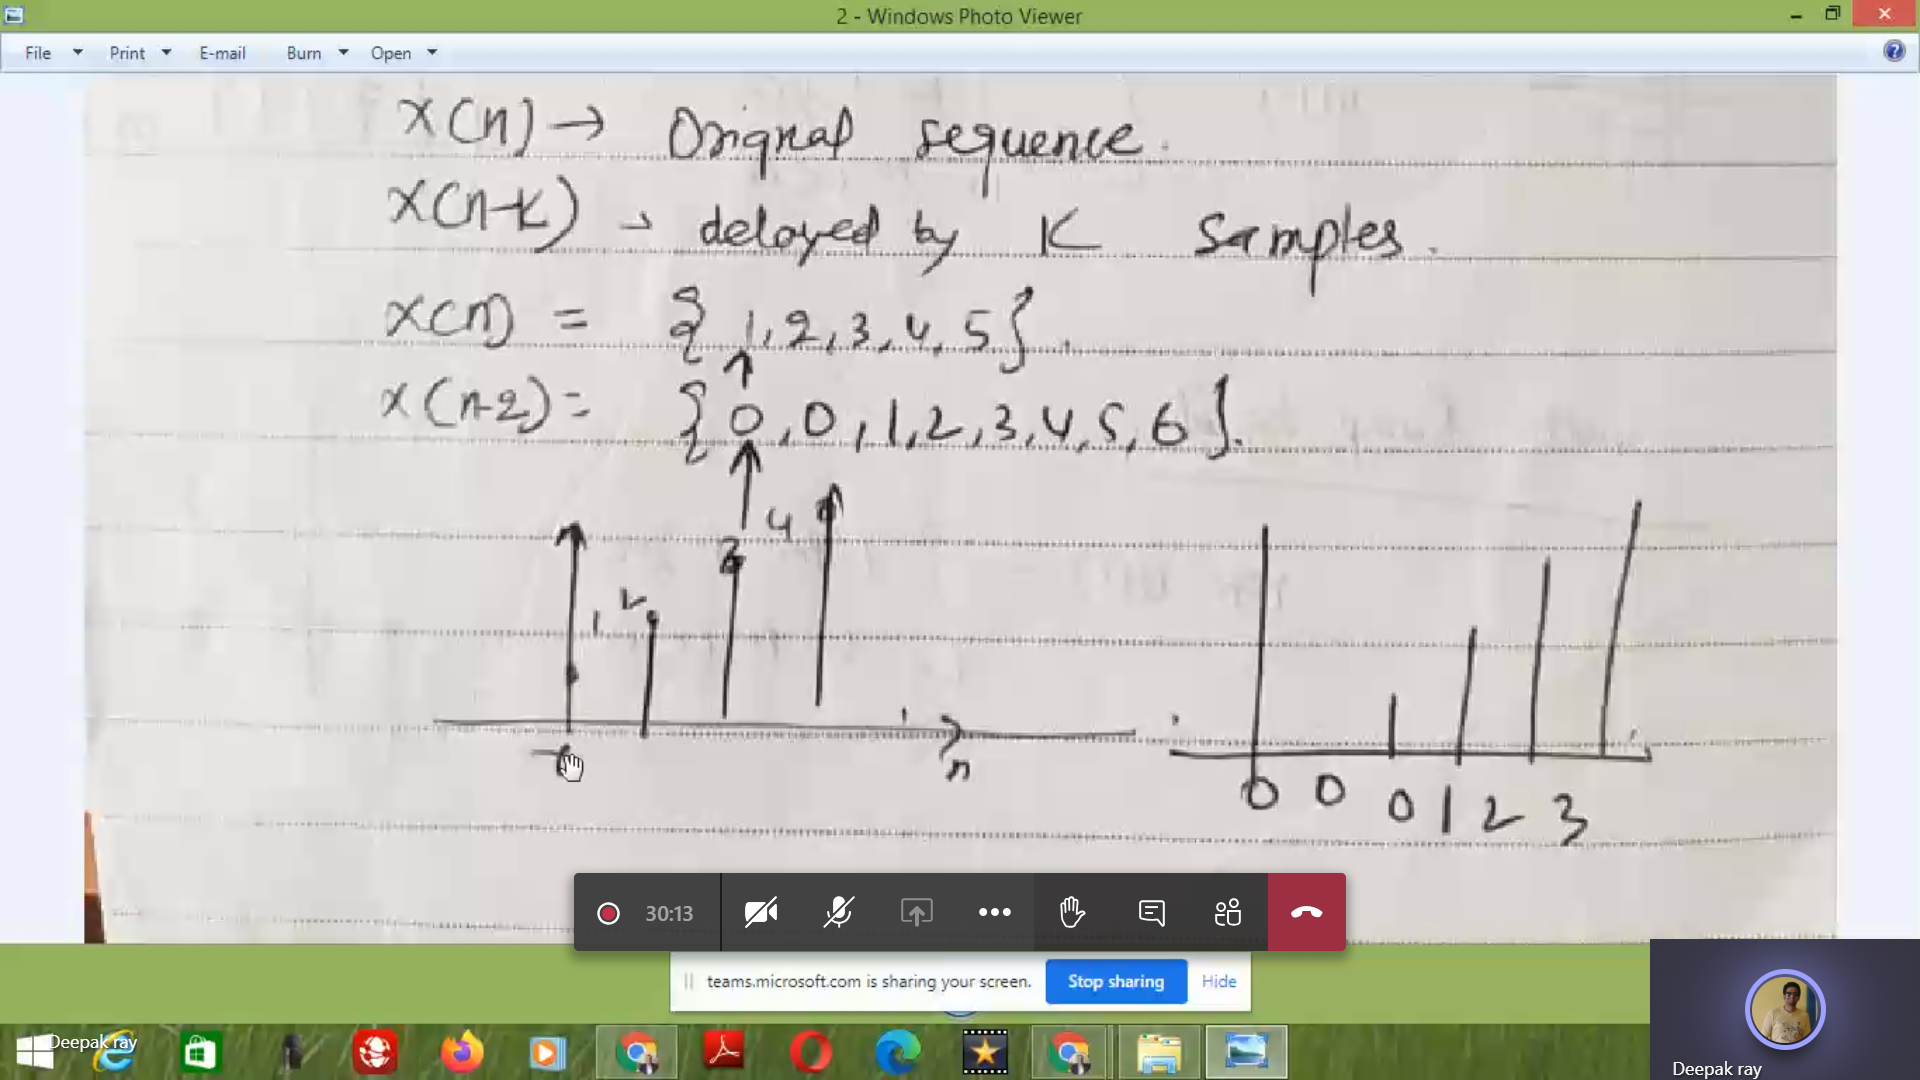 2 - Windows Photo Viewer
File Print E-mail Burn Open
x(n) → Orignal sequence.
x(n-k) → delayed by K Samples.
x(n) = { 1, 2, 3, 4, 5 }.
↑
x(n-2) = { 0, 0, 1, 2, 3, 4, 5, 6 }.
↑
1 2 3 4
n
0 0 0 1 2 3
30:13
teams.microsoft.com is sharing your screen. Stop sharing Hide
Deepak ray
Deepak ray